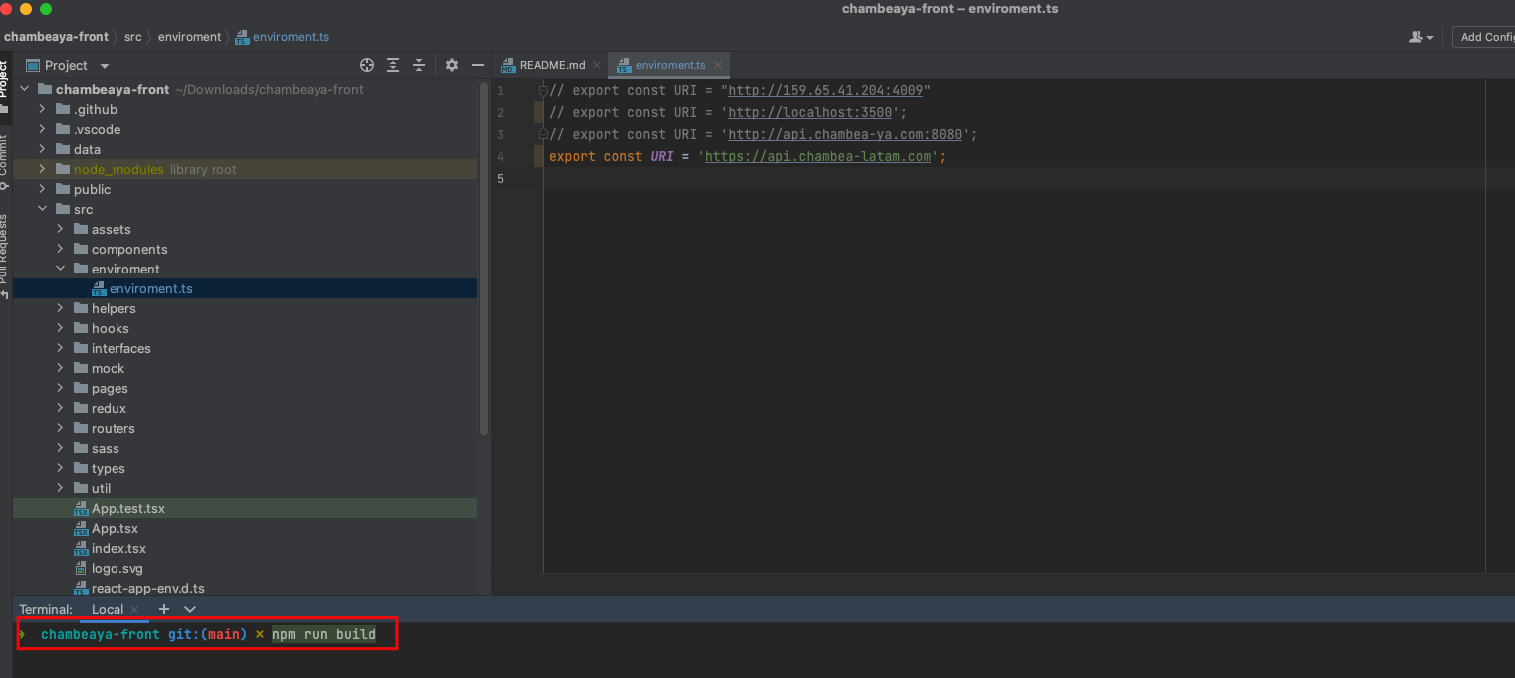 chambeaya-front – enviroment.ts
chambeaya-front src enviroment enviroment.ts
Add Config
Project
Commit
Pull Requests
Project
chambeaya-front ~/Downloads/chambeaya-front
.github
.vscode
data
node_modules library root
public
src
assets
components
enviroment
enviroment.ts
helpers
hooks
interfaces
mock
pages
redux
routers
sass
types
util
App.test.tsx
App.tsx
index.tsx
logo.svg
react-app-env.d.ts
README.md enviroment.ts
1 // export const URI = "http://159.65.41.204:4009"
2 // export const URI = 'http://localhost:3500';
3 // export const URI = 'http://api.chambea-ya.com:8080';
4 export const URI = 'https://api.chambea-latam.com';
5
Terminal: Local × +
→ chambeaya-front git:(main) × npm run build